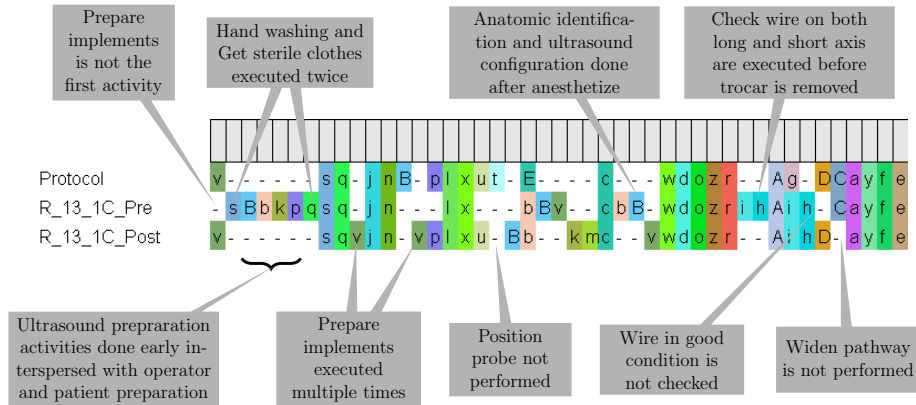 Prepare
implements
is not the
first activity
Hand washing and
Get sterile clothes
executed twice
Anatomic identifica-
tion and ultrasound
configuration done
after anesthetize
Check wire on both
long and short axis
are executed before
trocar is removed
Protocol v - - - - - - s q - j n B - p l x u t - E - - - - c - - - w d o z r - - A g - D C a y f e
R_13_1C_Pre - s B b k p q s q - j n - - - l x - - - b B v - - c b B - w d o z r i h A i h - C a y f e
R_13_1C_Post v - - - - - - s q v j n - v p l x u - B b - - k m c - - v w d o z r - - A i h D - a y f e
Ultrasound prepraration
activities done early in-
terspersed with operator
and patient preparation
Prepare
implements
executed
multiple times
Position
probe not
performed
Wire in good
condition is
not checked
Widen pathway
is not performed